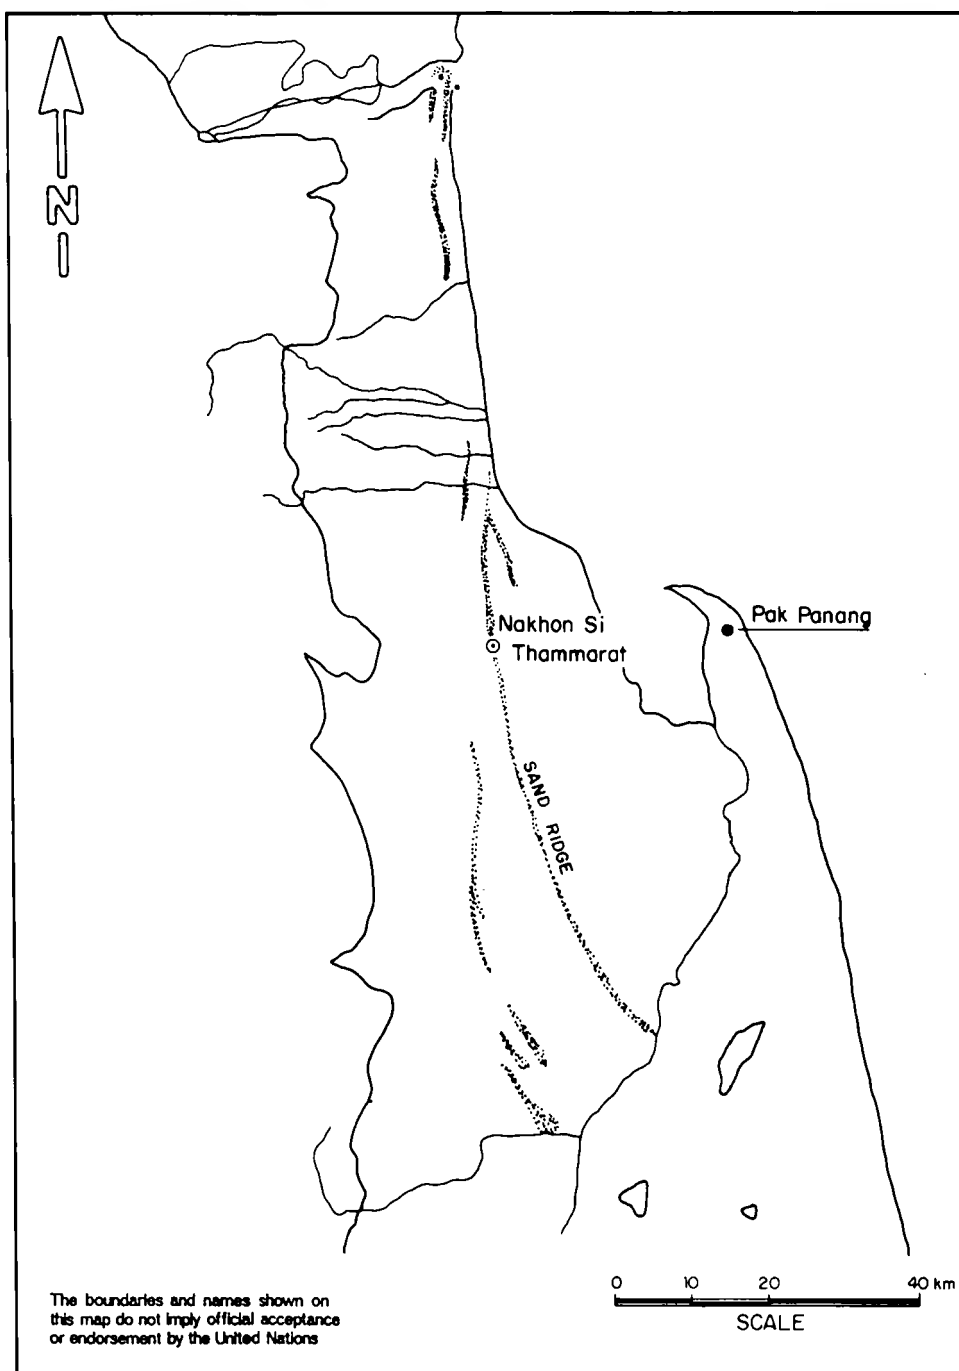 N
Pak Panang
Nakhon Si
Thammarat
SAND RIDGE
0 10 20 40 km
SCALE
The boundaries and names shown on
this map do not imply official acceptance
or endorsement by the United Nations